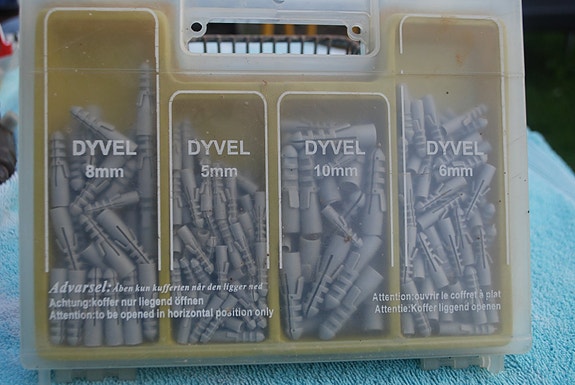 DYVEL
8mm
DYVEL
5mm
DYVEL
10mm
DYVEL
6mm
Advarsel: Åben kun kufferten når den ligger ned
Achtung:koffer nur liegend öffnen
Attention:to be opened in horizontal position only
Attention:ouvrir le coffret à plat
Attentie:Koffer liggend openen